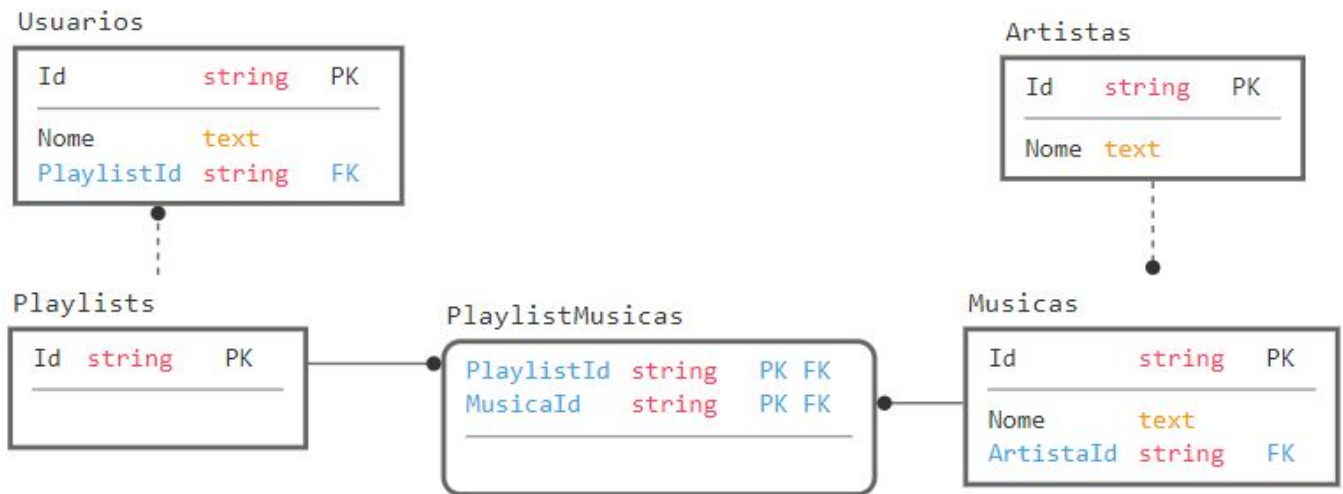 Usuarios
Id string PK
Nome text
PlaylistId string FK
Artistas
Id string PK
Nome text
Playlists
Id string PK
PlaylistMusicas
PlaylistId string PK FK
MusicaId string PK FK
Musicas
Id string PK
Nome text
ArtistaId string FK